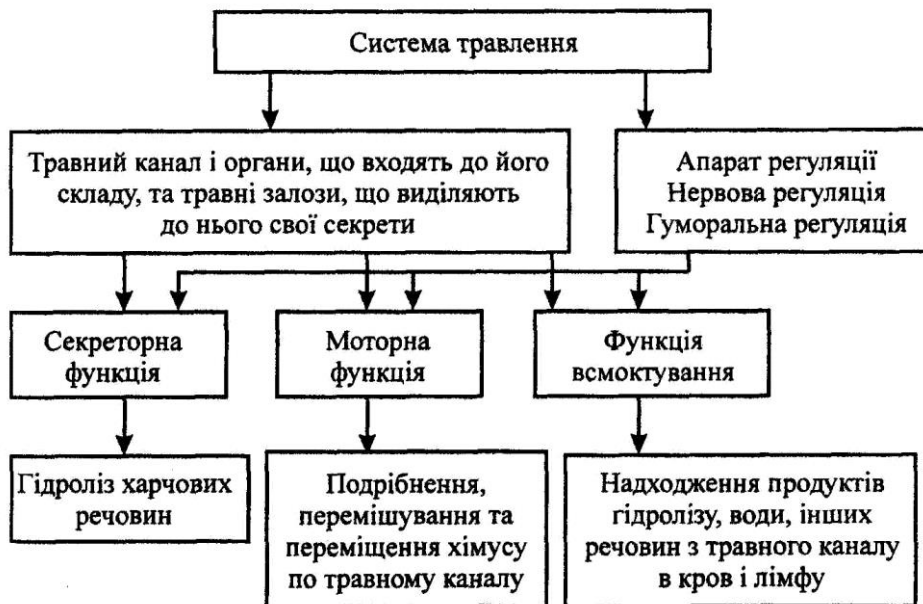 Система травлення
Травний канал і органи, що входять до його
складу, та травні залози, що виділяють
до нього свої секрети
Апарат регуляції
Нервова регуляція
Гуморальна регуляція
Секреторна
функція
Моторна
функція
Функція
всмоктування
Гідроліз харчових
речовин
Подрібнення,
перемішування та
переміщення хімусу
по травному каналу
Надходження продуктів
гідролізу, води, інших
речовин з травного каналу
в кров і лімфу